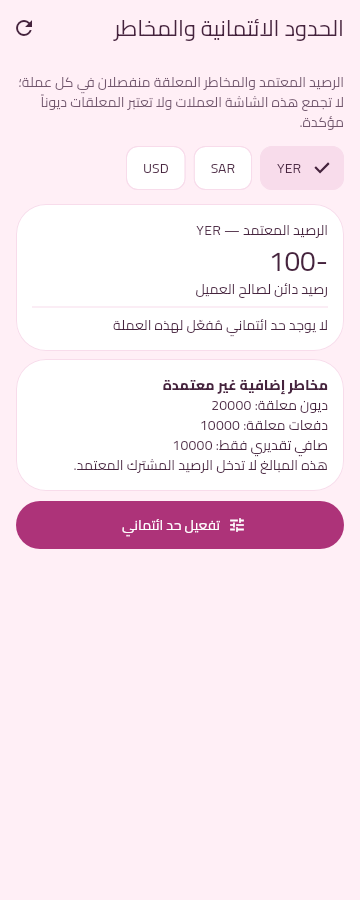 الحدود الائتمانية والمخاطر
الرصيد المعتمد والمخاطر المعلقة منفصلان في كل عملة؛
لا تجمع هذه الشاشة العملات ولا تعتبر المعلقات ديوناً
مؤكدة.
YER
SAR
USD
الرصيد المعتمد — YER
-100
رصيد دائن لصالح العميل
لا يوجد حد ائتماني مُفعّل لهذه العملة
مخاطر إضافية غير معتمدة
ديون معلقة: 20000
دفعات معلقة: 10000
صافي تقديري فقط: 10000
هذه المبالغ لا تدخل الرصيد المشترك المعتمد.
تفعيل حد ائتماني